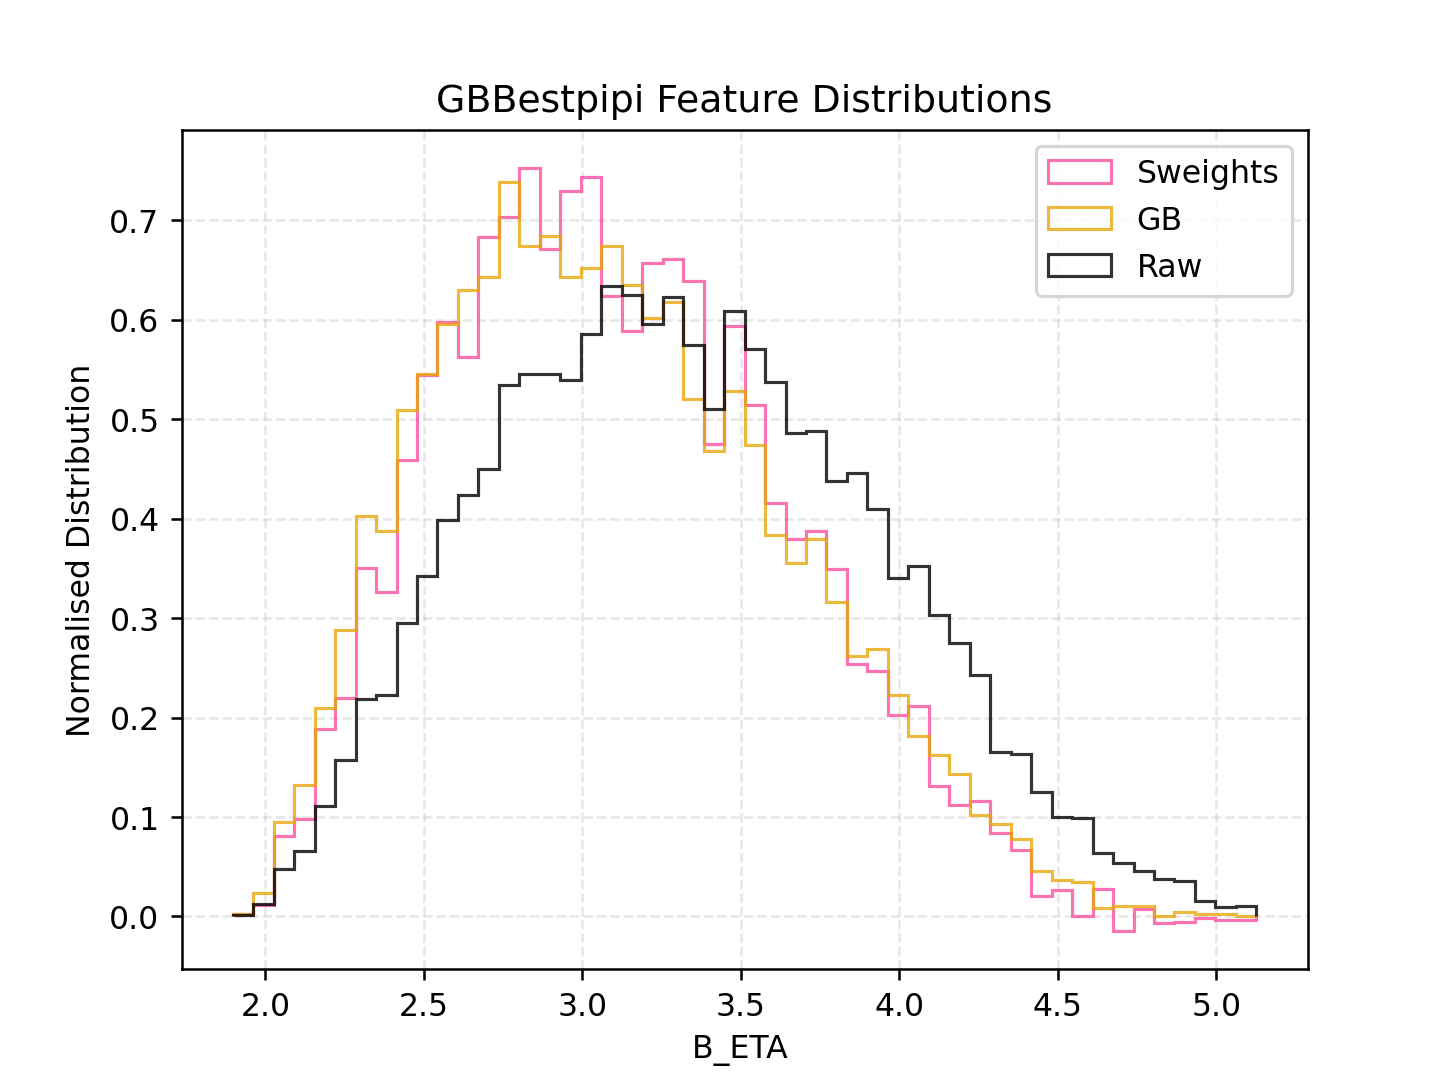 GBBestpipi Feature Distributions
Sweights
GB
Raw
Normalised Distribution
0.7
0.6
0.5
0.4
0.3
0.2
0.1
0.0
2.0 2.5 3.0 3.5 4.0 4.5 5.0
B_ETA